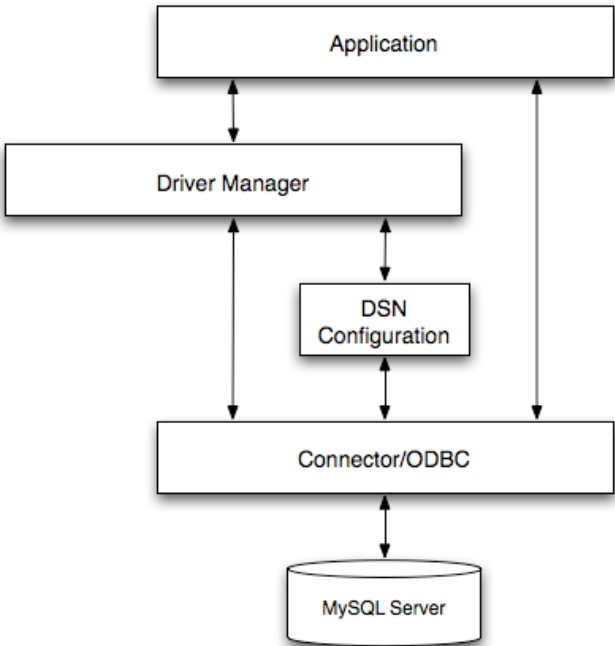 Application
Driver Manager
DSN
Configuration
Connector/ODBC
MySQL Server